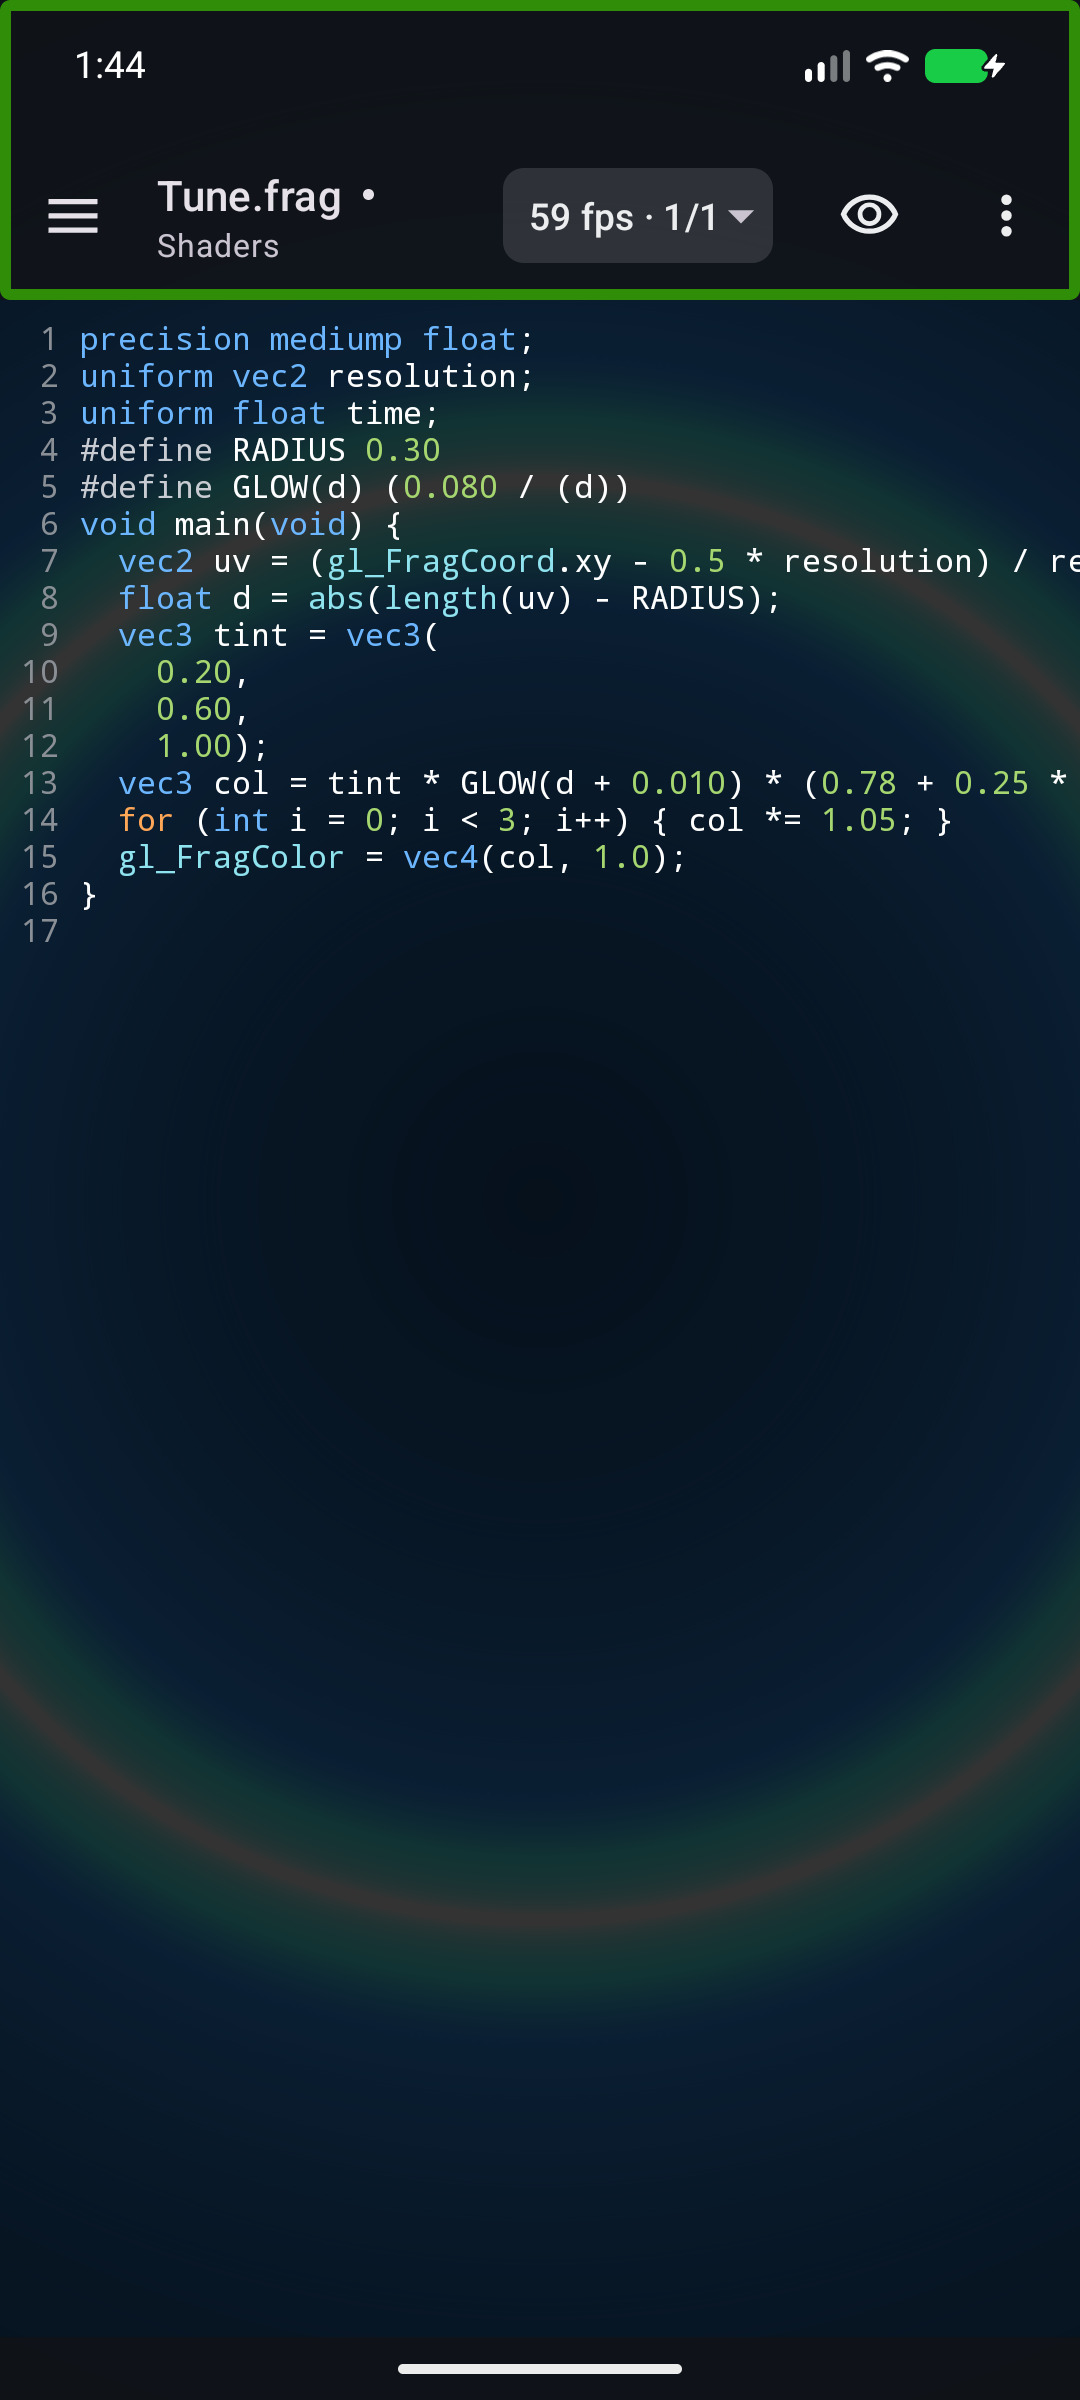 1:44
Tune.frag •
Shaders
59 fps · 1/1
1 precision mediump float;
2 uniform vec2 resolution;
3 uniform float time;
4 #define RADIUS 0.30
5 #define GLOW(d) (0.080 / (d))
6 void main(void) {
7   vec2 uv = (gl_FragCoord.xy - 0.5 * resolution) / re
8   float d = abs(length(uv) - RADIUS);
9   vec3 tint = vec3(
10     0.20,
11     0.60,
12     1.00);
13   vec3 col = tint * GLOW(d + 0.010) * (0.78 + 0.25 *
14   for (int i = 0; i < 3; i++) { col *= 1.05; }
15   gl_FragColor = vec4(col, 1.0);
16 }
17